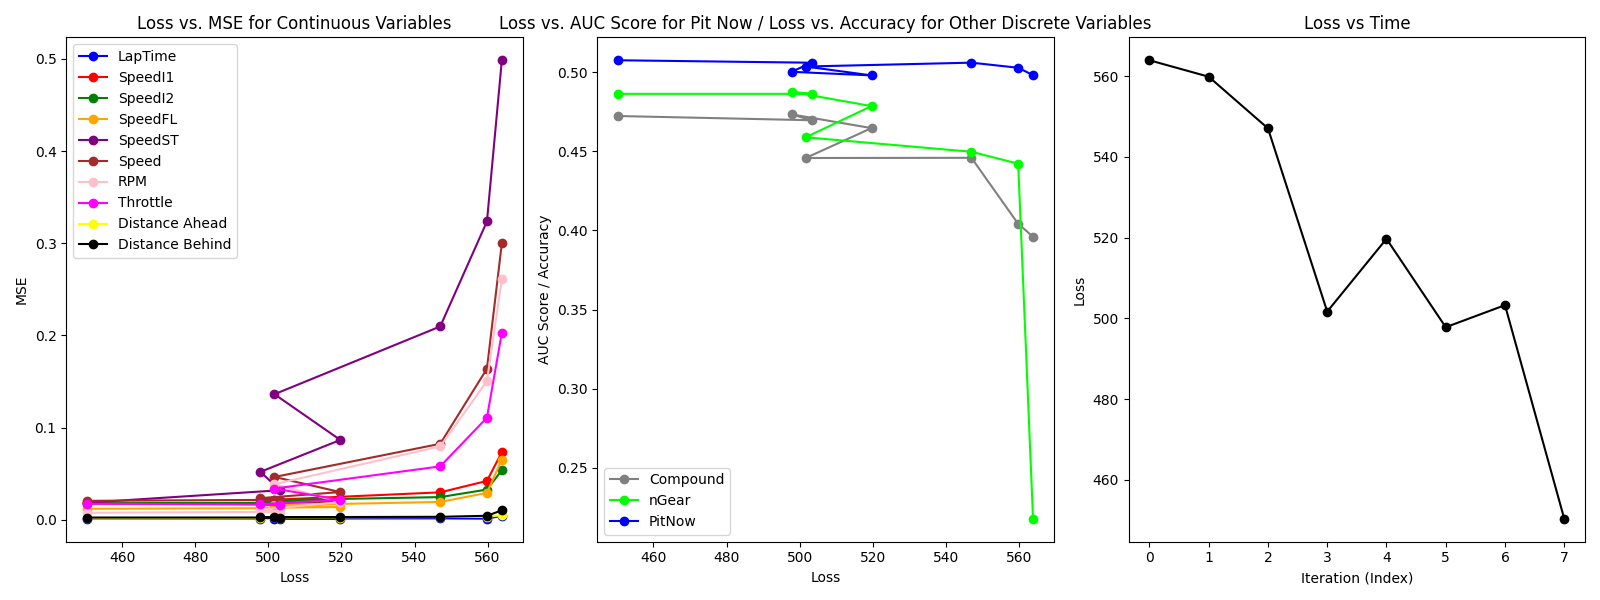 Loss vs. MSE for Continuous Variables
MSE
0.5
0.4
0.3
0.2
0.1
0.0
LapTime
SpeedI1
SpeedI2
SpeedFL
SpeedST
Speed
RPM
Throttle
Distance Ahead
Distance Behind
460 480 500 520 540 560
Loss
Loss vs. AUC Score for Pit Now / Loss vs. Accuracy for Other Discrete Variables
AUC Score / Accuracy
0.50
0.45
0.40
0.35
0.30
0.25
Compound
nGear
PitNow
460 480 500 520 540 560
Loss
Loss vs Time
Loss
560
540
520
500
480
460
0 1 2 3 4 5 6 7
Iteration (Index)